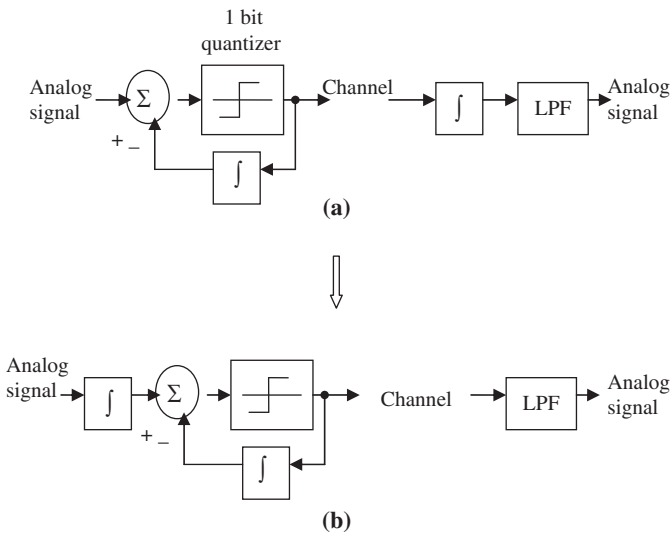 1 bit
quantizer
Analog
signal
Σ
+ −
∫
Channel
∫
LPF
Analog
signal
(a)
Analog
signal
∫
Σ
+ −
∫
Channel
LPF
Analog
signal
(b)